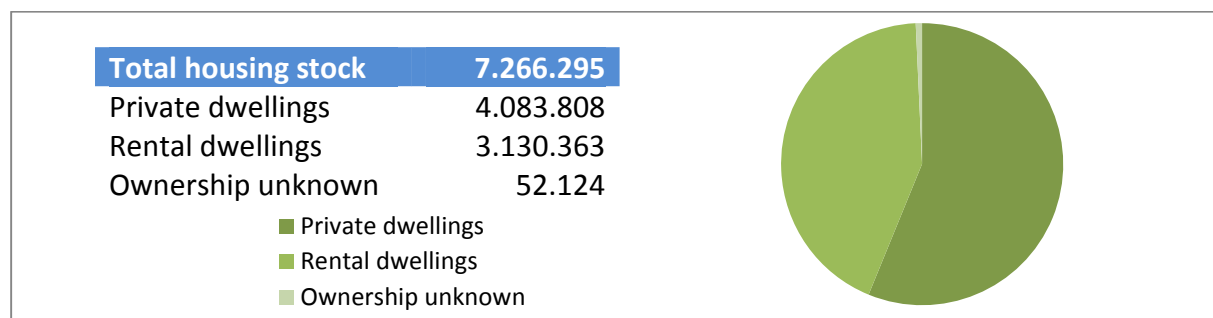 Total housing stock 7.266.295
Private dwellings 4.083.808
Rental dwellings 3.130.363
Ownership unknown 52.124
Private dwellings
Rental dwellings
Ownership unknown